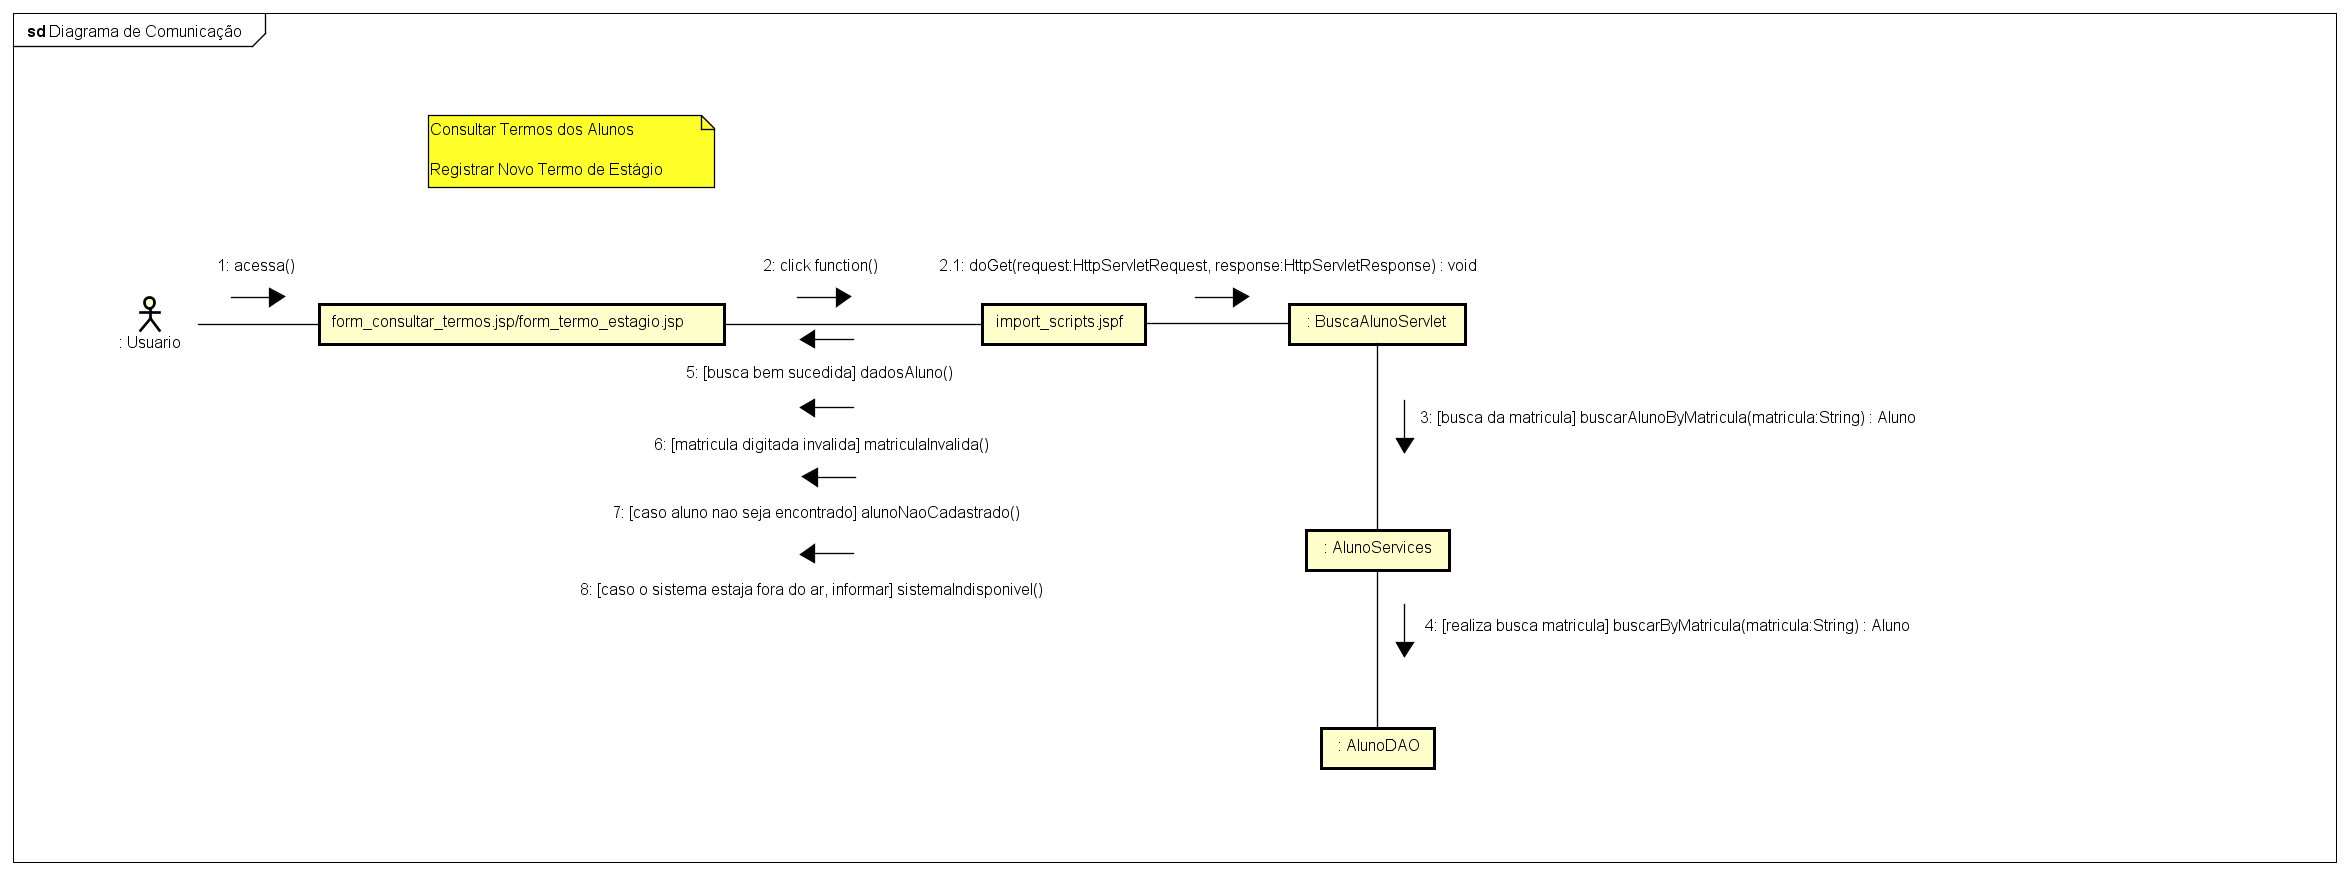 sd Diagrama de Comunicação
Consultar Termos dos Alunos
Registrar Novo Termo de Estágio
1: acessa()
2: click function()
2.1: doGet(request:HttpServletRequest, response:HttpServletResponse) : void
: Usuario
form_consultar_termos.jsp/form_termo_estagio.jsp
import_scripts.jspf
: BuscaAlunoServlet
5: [busca bem sucedida] dadosAluno()
3: [busca da matricula] buscarAlunoByMatricula(matricula:String) : Aluno
6: [matricula digitada invalida] matriculaInvalida()
7: [caso aluno nao seja encontrado] alunoNaoCadastrado()
: AlunoServices
8: [caso o sistema estaja fora do ar, informar] sistemaIndisponivel()
4: [realiza busca matricula] buscarByMatricula(matricula:String) : Aluno
: AlunoDAO